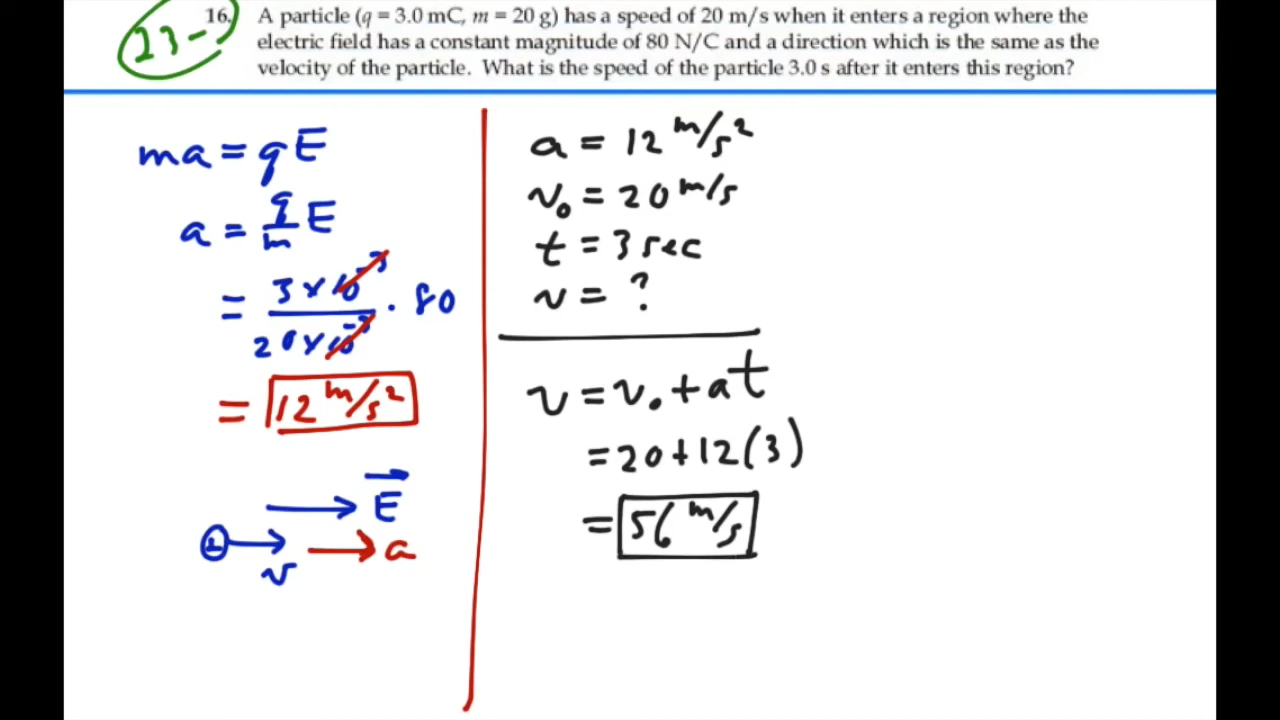 23-5
16. A particle (q = 3.0 mC, m = 20 g) has a speed of 20 m/s when it enters a region where the
electric field has a constant magnitude of 80 N/C and a direction which is the same as the
velocity of the particle. What is the speed of the particle 3.0 s after it enters this region?
ma = qE
a = q/m E
= 3 × 10⁻³ / 20 × 10⁻³ · 80
= 12 m/s²
E
+
v
a
a = 12 m/s²
v₀ = 20 m/s
t = 3 sec
v = ?
v = v₀ + at
= 20 + 12(3)
= 56 m/s